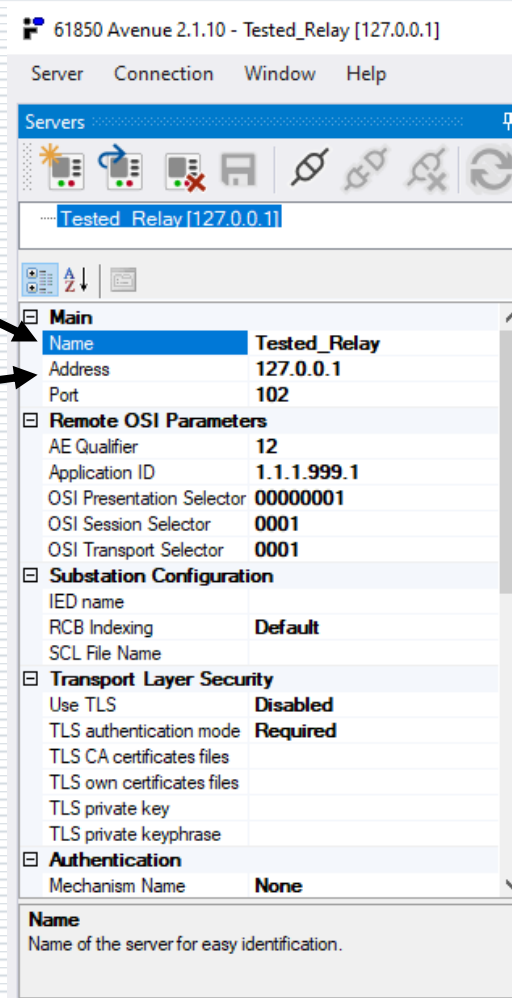 61850 Avenue 2.1.10 - Tested_Relay [127.0.0.1]
Server Connection Window Help
Servers
Tested_Relay [127.0.0.1]
Main
Name Tested_Relay
Address 127.0.0.1
Port 102
Remote OSI Parameters
AE Qualifier 12
Application ID 1.1.1.999.1
OSI Presentation Selector 00000001
OSI Session Selector 0001
OSI Transport Selector 0001
Substation Configuration
IED name
RCB Indexing Default
SCL File Name
Transport Layer Security
Use TLS Disabled
TLS authentication mode Required
TLS CA certificates files
TLS own certificates files
TLS private key
TLS private keyphrase
Authentication
Mechanism Name None
Name
Name of the server for easy identification.